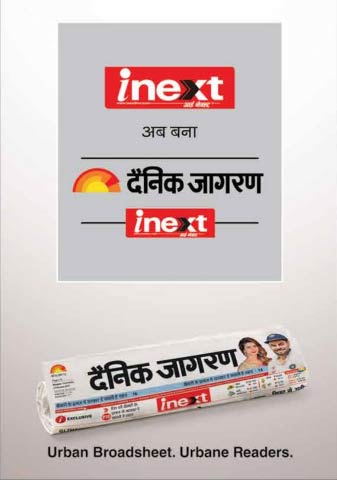 inext
आई नेक्स्ट
अब बना
दैनिक जागरण
inext
आई नेक्स्ट
दैनिक जागरण
EXCLUSIVE
inext
Urban Broadsheet. Urbane Readers.